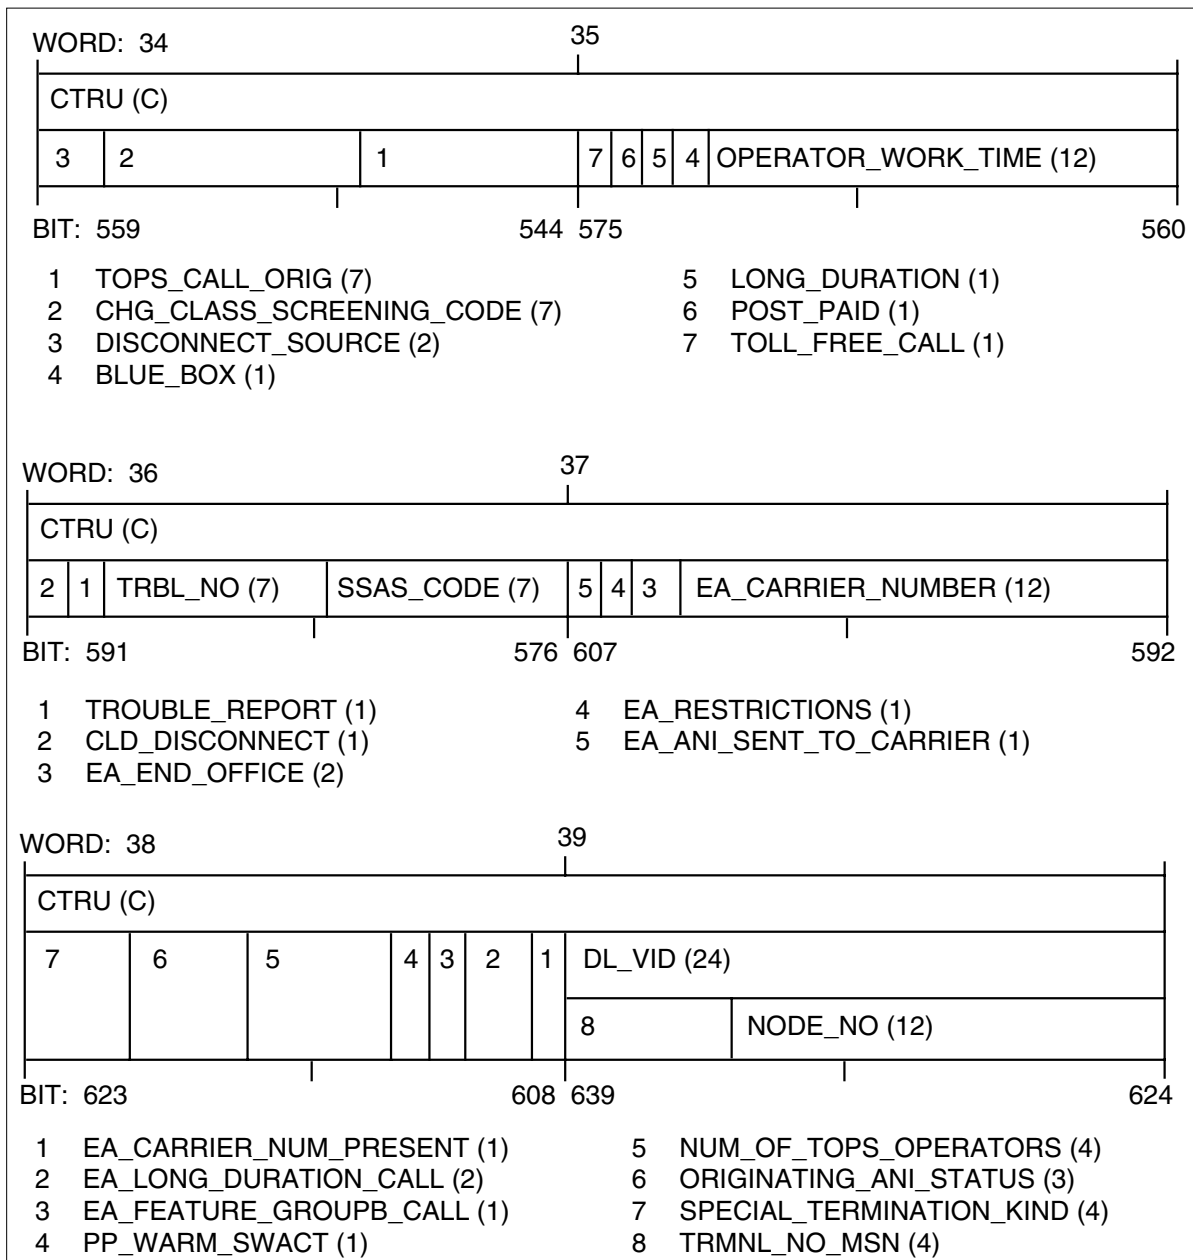 WORD: 34 35
CTRU (C)
3 2 1 7 6 5 4 OPERATOR_WORK_TIME (12)
BIT: 559 544 575 560
1 TOPS_CALL_ORIG (7) 5 LONG_DURATION (1)
2 CHG_CLASS_SCREENING_CODE (7) 6 POST_PAID (1)
3 DISCONNECT_SOURCE (2) 7 TOLL_FREE_CALL (1)
4 BLUE_BOX (1)
WORD: 36 37
CTRU (C)
2 1 TRBL_NO (7) SSAS_CODE (7) 5 4 3 EA_CARRIER_NUMBER (12)
BIT: 591 576 607 592
1 TROUBLE_REPORT (1) 4 EA_RESTRICTIONS (1)
2 CLD_DISCONNECT (1) 5 EA_ANI_SENT_TO_CARRIER (1)
3 EA_END_OFFICE (2)
WORD: 38 39
CTRU (C)
7 6 5 4 3 2 1 DL_VID (24)
8 NODE_NO (12)
BIT: 623 608 639 624
1 EA_CARRIER_NUM_PRESENT (1) 5 NUM_OF_TOPS_OPERATORS (4)
2 EA_LONG_DURATION_CALL (2) 6 ORIGINATING_ANI_STATUS (3)
3 EA_FEATURE_GROUPB_CALL (1) 7 SPECIAL_TERMINATION_KIND (4)
4 PP_WARM_SWACT (1) 8 TRMNL_NO_MSN (4)